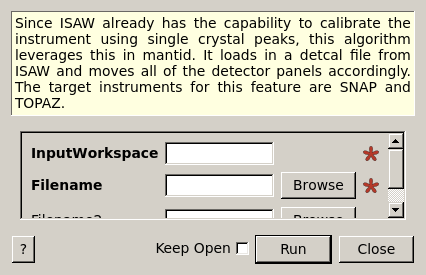 Since ISAW already has the capability to calibrate the
instrument using single crystal peaks, this algorithm
leverages this in mantid. It loads in a detcal file from
ISAW and moves all of the detector panels accordingly.
The target instruments for this feature are SNAP and
TOPAZ.
InputWorkspace
Filename Browse
Filename2 Browse
? Keep Open Run Close